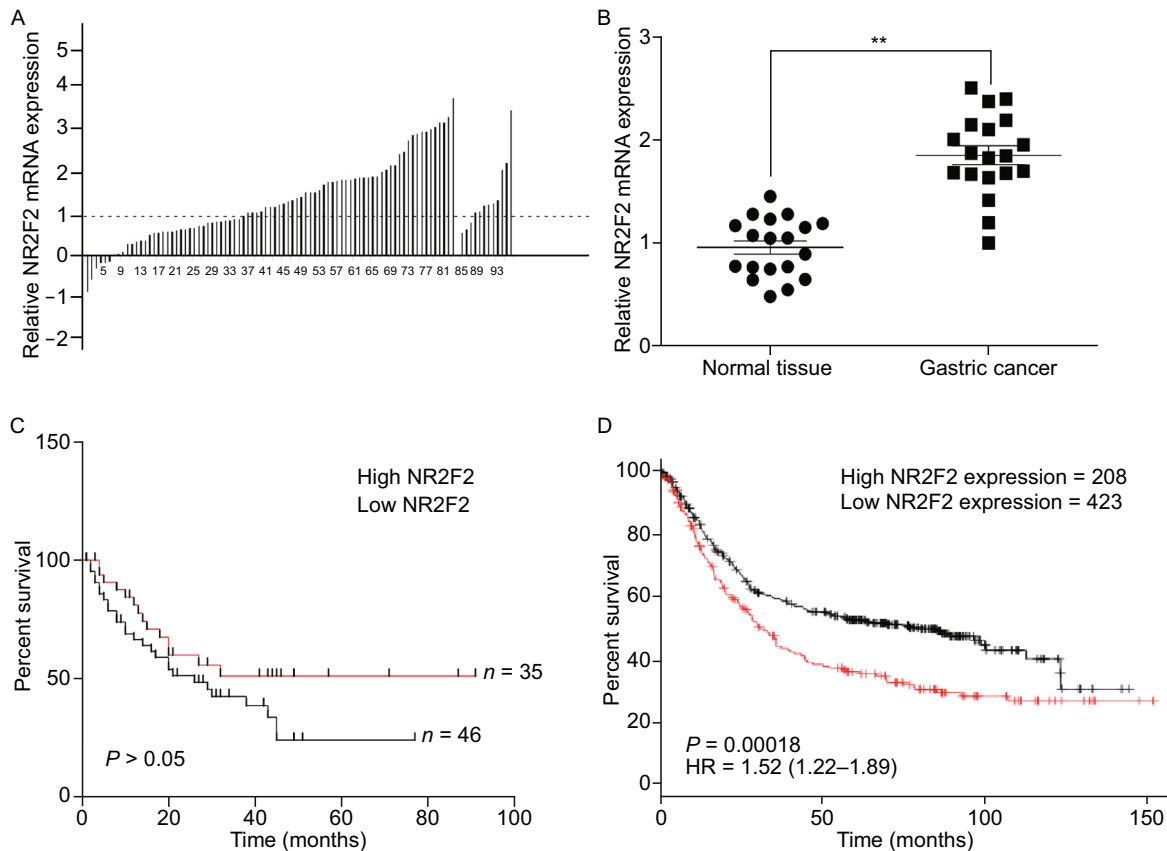 A
Relative NR2F2 mRNA expression
5
4
3
2
1
0
−1
−2
5 9 13 17 21 25 29 33 37 41 45 49 53 57 61 65 69 73 77 81 85 89 93
B
Relative NR2F2 mRNA expression
3
2
1
0
**
Normal tissue
Gastric cancer
C
Percent survival
150
100
50
0
High NR2F2
Low NR2F2
n = 35
n = 46
P > 0.05
0 20 40 60 80 100
Time (months)
D
Percent survival
100
80
60
40
20
0
High NR2F2 expression = 208
Low NR2F2 expression = 423
P = 0.00018
HR = 1.52 (1.22–1.89)
0 50 100 150
Time (months)